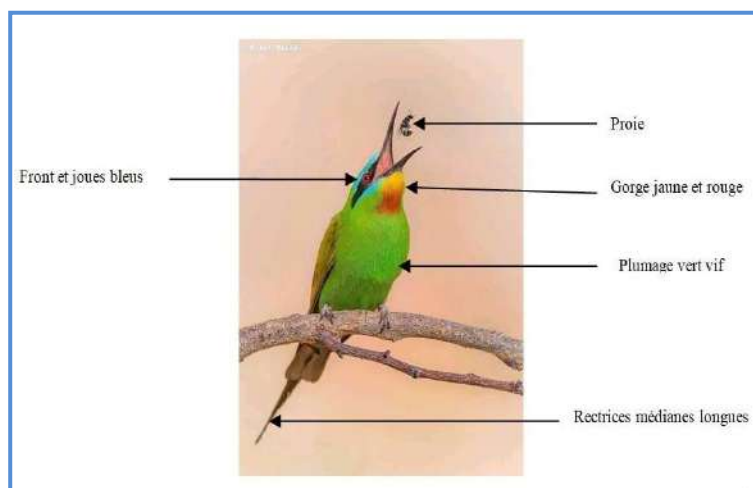 Proie
Front et joues bleus
Gorge jaune et rouge
Plumage vert vif
Rectrices médianes longues